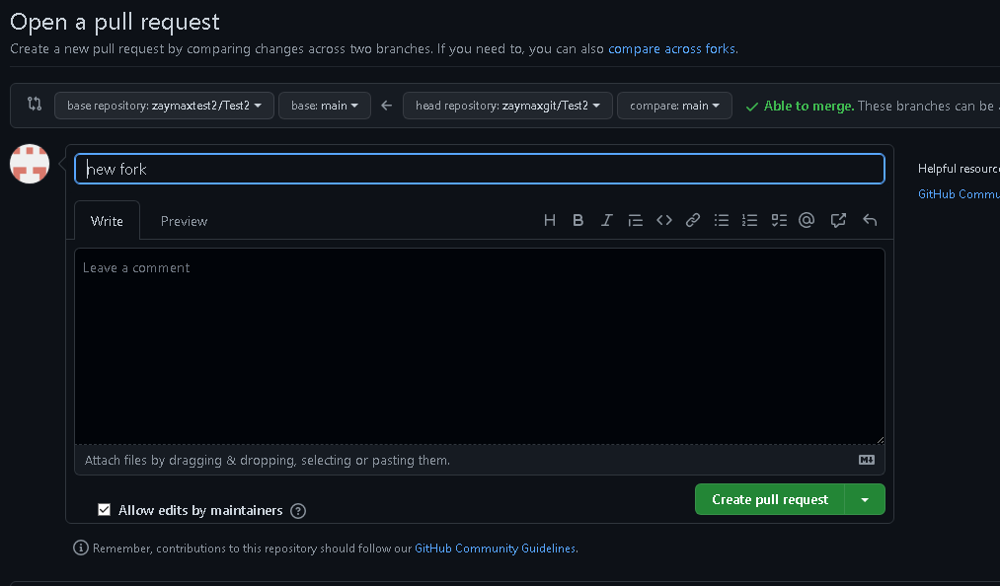 Open a pull request
Create a new pull request by comparing changes across two branches. If you need to, you can also compare across forks.
base repository: zaymaxtest2/Test2 base: main head repository: zaymaxgit/Test2 compare: main Able to merge. These branches can be
new fork
Helpful resourc
GitHub Commu
Write Preview
Leave a comment
Attach files by dragging & dropping, selecting or pasting them.
Allow edits by maintainers
Create pull request
Remember, contributions to this repository should follow our GitHub Community Guidelines.